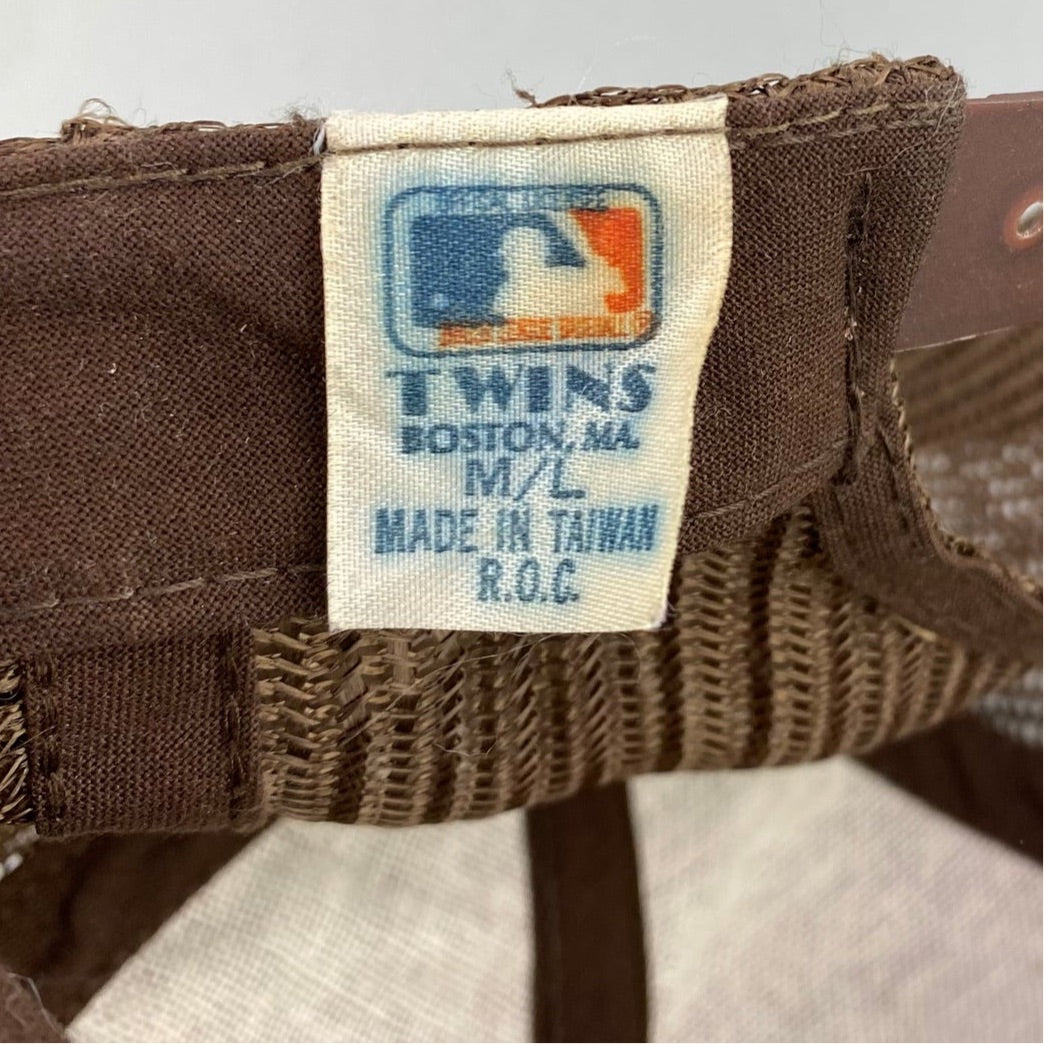 TWINS
BOSTON, MA.
M/L
MADE IN TAIWAN
R.O.C.